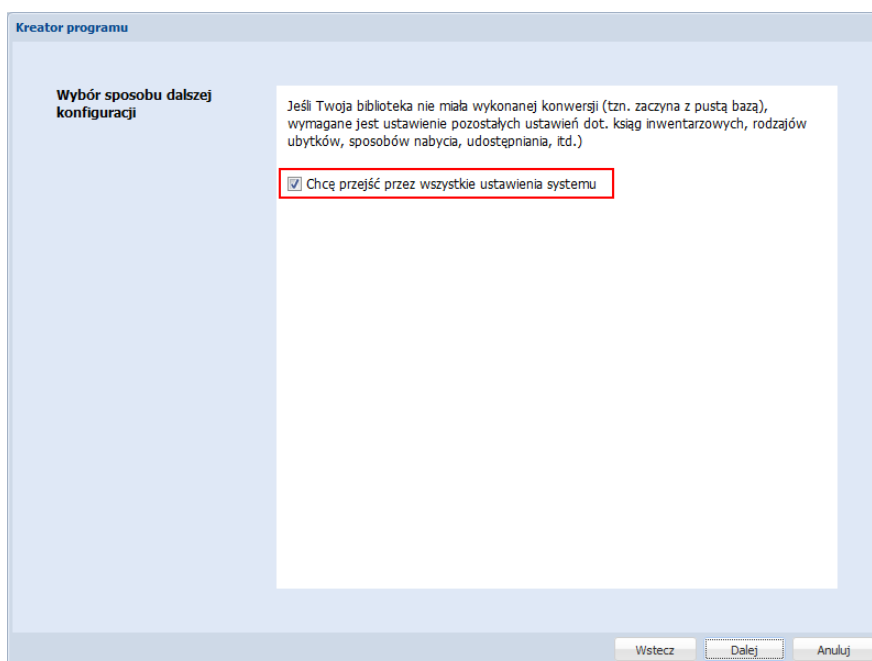 Kreator programu
Wybór sposobu dalszej
konfiguracji
Jeśli Twoja biblioteka nie miała wykonanej konwersji (tzn. zaczyna z pustą bazą),
wymagane jest ustawienie pozostałych ustawień dot. ksiąg inwentarzowych, rodzajów
ubytków, sposobów nabycia, udostępniania, itd.)
Chcę przejść przez wszystkie ustawienia systemu
Wstecz
Dalej
Anuluj